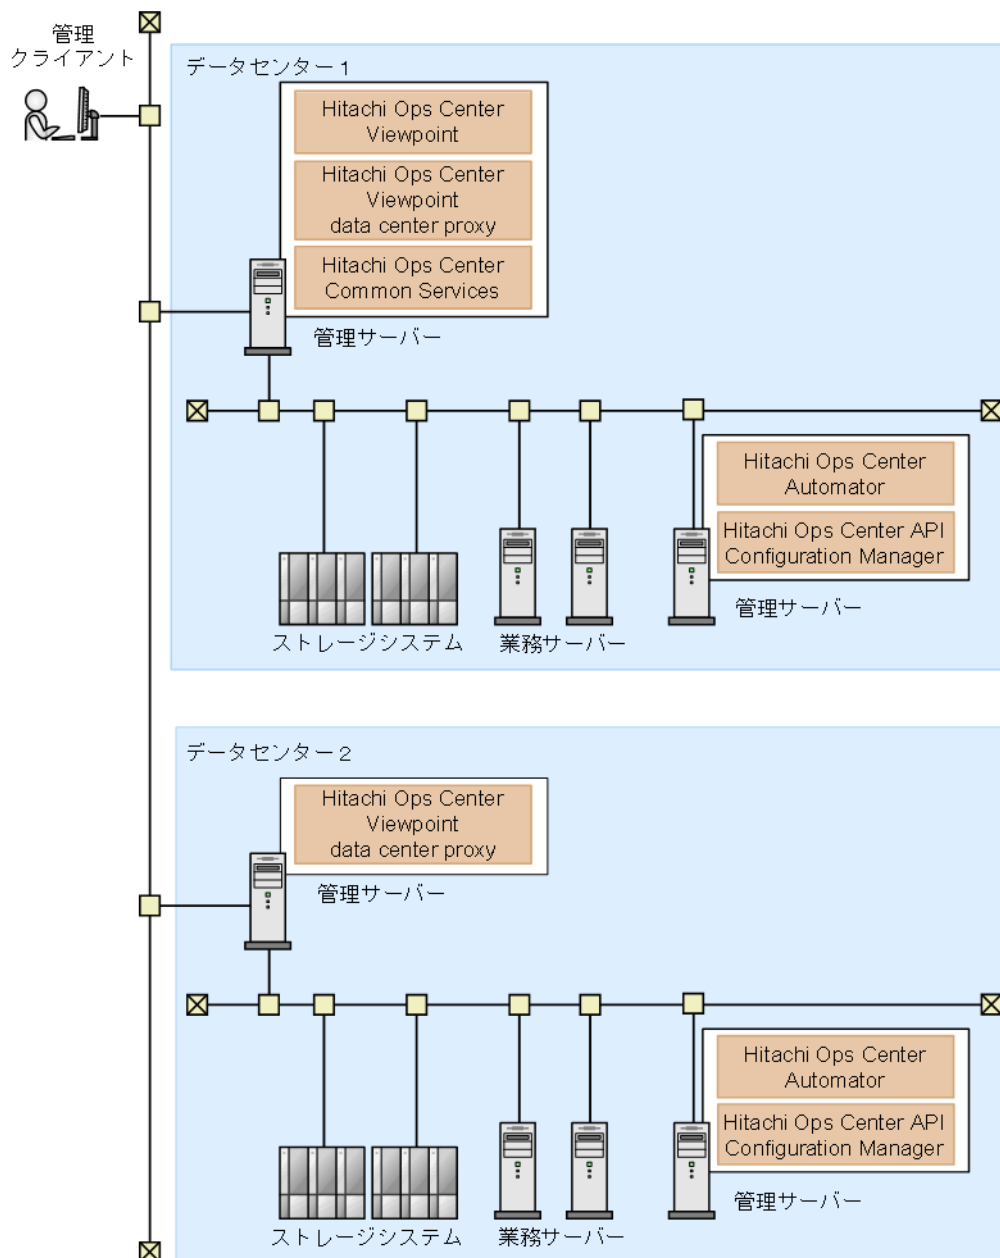 管理
クライアント
データセンター1
Hitachi Ops Center
Viewpoint
Hitachi Ops Center
Viewpoint
data center proxy
Hitachi Ops Center
Common Services
管理サーバー
Hitachi Ops Center
Automator
Hitachi Ops Center API
Configuration Manager
管理サーバー
ストレージシステム
業務サーバー
データセンター2
Hitachi Ops Center
Viewpoint
data center proxy
管理サーバー
Hitachi Ops Center
Automator
Hitachi Ops Center API
Configuration Manager
管理サーバー
ストレージシステム
業務サーバー